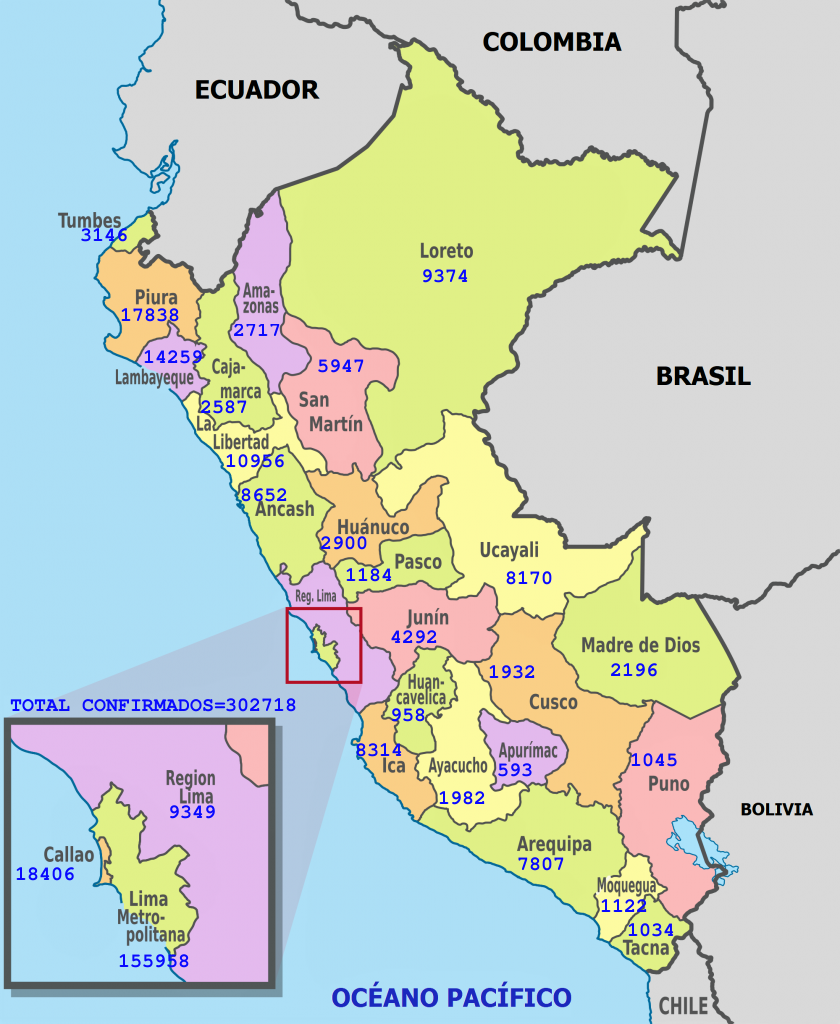 COLOMBIA
ECUADOR
Tumbes
3146
Loreto
9374
Piura
17838
Ama-
zonas
2717
14259
Lambayeque
Caja-
marca
2587
5947
San
Martín
BRASIL
La
Libertad
10956
8652
Ancash
Huánuco
2900
Pasco
1184
Ucayali
8170
Reg. Lima
Junín
4292
Madre de Dios
2196
1932
Cusco
Huan-
cavelica
958
8314
Ica
Ayacucho
1982
Apurímac
593
1045
Puno
BOLIVIA
Arequipa
7807
Moquegua
1122
1034
Tacna
TOTAL CONFIRMADOS=302718
Region
Lima
9349
Callao
18406
Lima
Metro-
politana
155958
OCÉANO PACÍFICO
CHILE